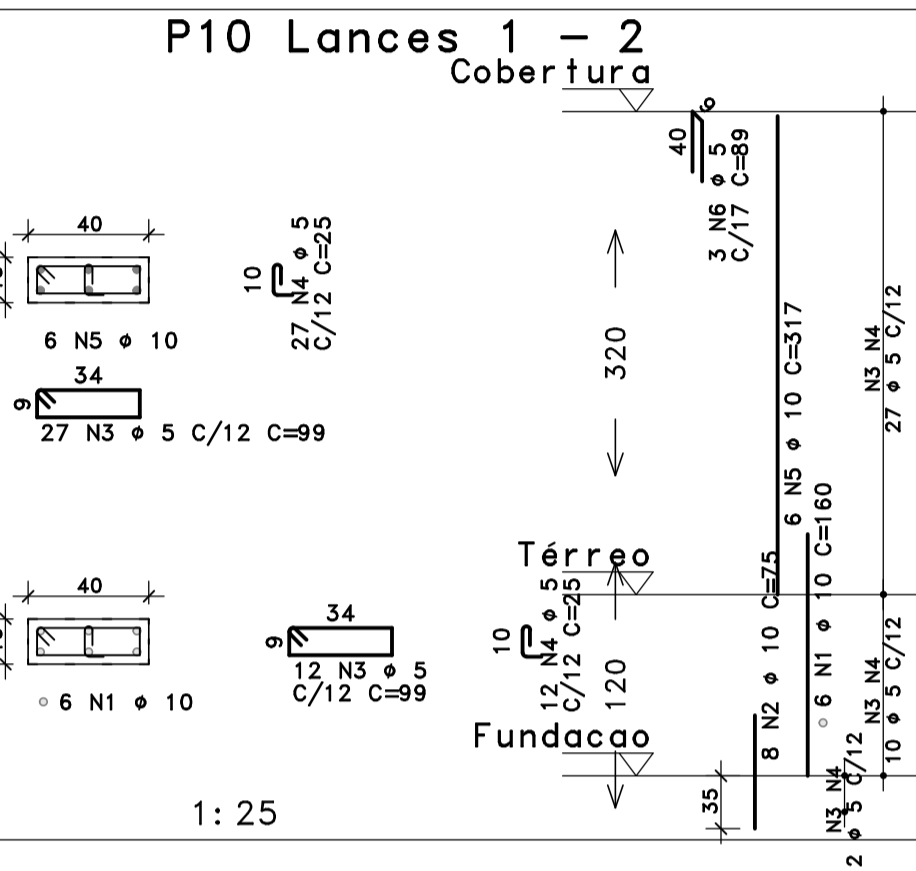 P10 Lances 1 - 2
Cobertura
40
6
3 N6 φ 5
C/17 C=89
40
10
27 N4 φ 5
C/12 C=25
6 N5 φ 10
34
9
27 N3 φ 5 C/12 C=99
320
6 N5 φ 10 C=317
N3 N4
27 φ 5 C/12
Térreo
40
34
9
12 N3 φ 5
C/12 C=99
10
12 N4 φ 5
C/12 C=25
120
6 N1 φ 10
8 N2 φ 10 C=75
6 N1 φ 10 C=160
N3 N4
10 φ 5 C/12
Fundacao
35
N3 N4
2 φ 5 C/12
1:25